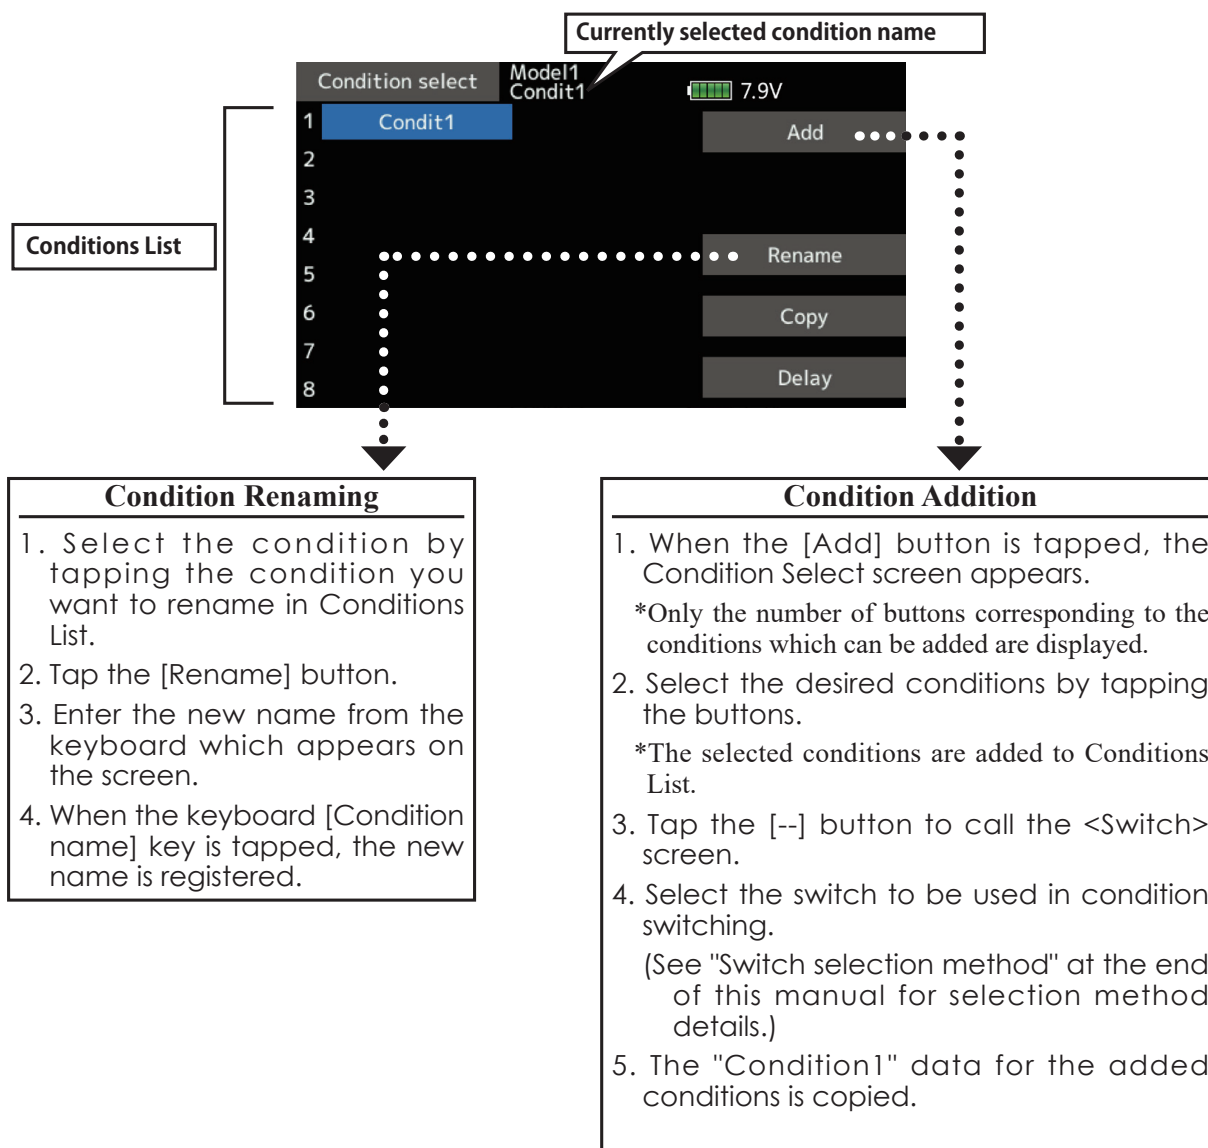 Currently selected condition name
Condition select
Model1
Condit1
7.9V
1 Condit1
2
3
4
5
6
7
8
Add
Rename
Copy
Delay
Conditions List
Condition Renaming
1. Select the condition by
tapping the condition you
want to rename in Conditions
List.
2. Tap the [Rename] button.
3. Enter the new name from the
keyboard which appears on
the screen.
4. When the keyboard [Condition
name] key is tapped, the new
name is registered.
Condition Addition
1. When the [Add] button is tapped, the
Condition Select screen appears.
*Only the number of buttons corresponding to the
conditions which can be added are displayed.
2. Select the desired conditions by tapping
the buttons.
*The selected conditions are added to Conditions
List.
3. Tap the [--] button to call the <Switch>
screen.
4. Select the switch to be used in condition
switching.
(See "Switch selection method" at the end
of this manual for selection method
details.)
5. The "Condition1" data for the added
conditions is copied.